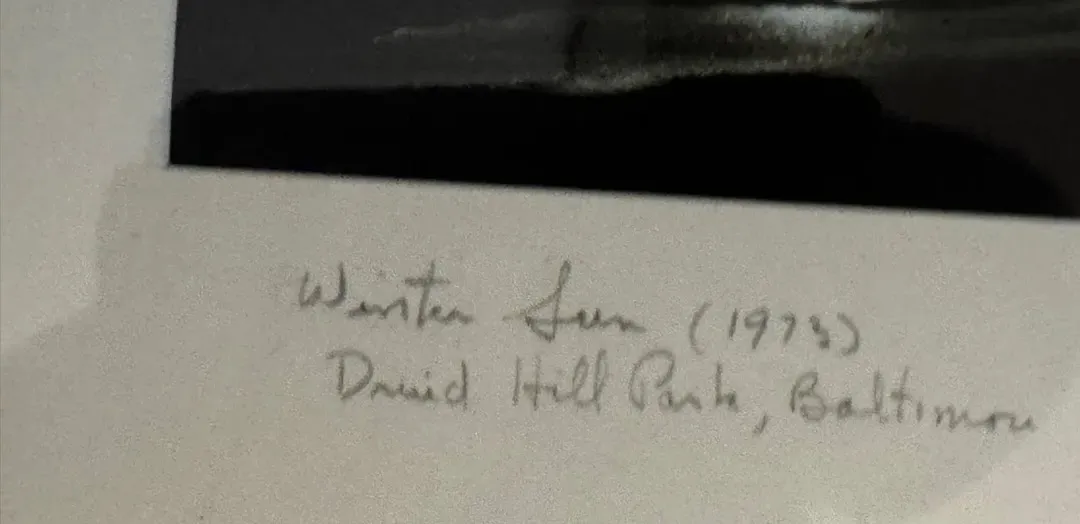 Winter Sun (1973)
Druid Hill Park, Baltimore